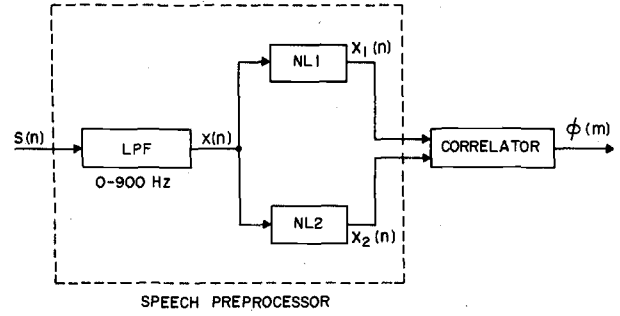 NL1
X₁(n)
S(n)
LPF
X(n)
0-900 Hz
CORRELATOR
ϕ(m)
NL2
X₂(n)
SPEECH PREPROCESSOR